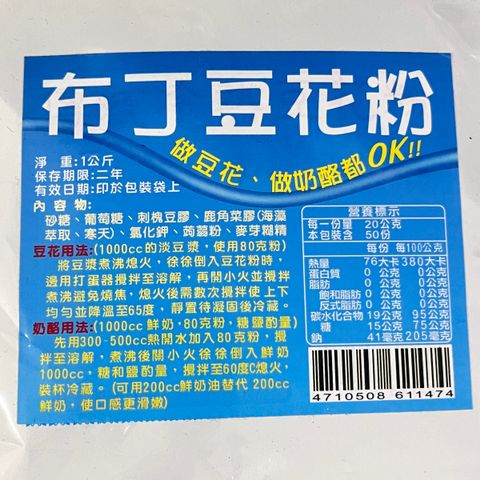 布丁豆花粉
做豆花、做奶酪都OK!!
淨 重:1公斤
保存期限:二年
有效日期:印於包裝袋上
內 容 物:
砂糖、葡萄糖、刺槐豆膠、鹿角菜膠(海藻
萃取、寒天)、氯化鉀、蒟蒻粉、麥芽糊精
豆花用法:(1000cc的淡豆漿，使用80克粉)
將豆漿煮沸熄火，徐徐倒入豆花粉時，
邊用打蛋器攪拌至溶解，再開小火並攪拌
煮沸避免燒焦，熄火後需數次攪拌使上下
均勻並降溫至65度，靜置待凝固後冷藏。
奶酪用法:(1000cc鮮奶，80克粉，糖鹽酌量)
先用300-500cc熱開水加入80克粉，攪
拌至溶解，煮沸後關小火徐徐倒入鮮奶
1000cc，糖和鹽酌量，攪拌至60度C熄火，
裝杯冷藏。(可用200cc鮮奶油替代200cc
鮮奶，使口感更滑嫩)
營養標示
每一份量 20公克
本包裝含 50份
每份 每100公克
熱量 76大卡 380大卡
蛋白質 0公克 0公克
脂肪 0公克 0公克
飽和脂肪 0公克 0公克
反式脂肪 0公克 0公克
碳水化合物 19公克 95公克
糖 15公克 75公克
鈉 41毫克 205毫克
4710508 611474